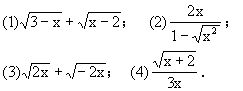 (1)√(3-x)+√(x-2); (2) 2x/(1-√(x²));
(3)√(2x)+√(-2x); (4) √(x+2)/(3x).